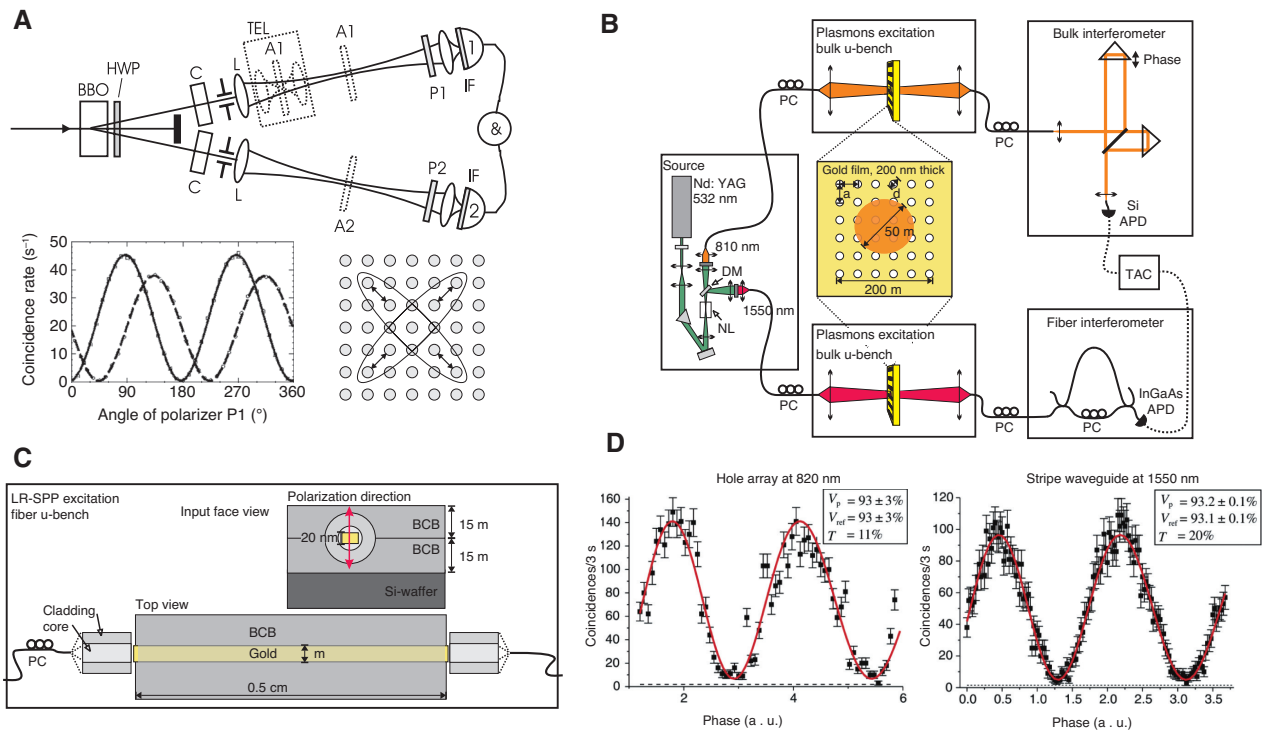 A
TEL
A1
A1
HWP
BBO
C
L
P1
IF
1
&
C
L
A2
P2
IF
2
Coincidence rate (s⁻¹)
50
40
30
20
10
0
0
90
180
270
360
Angle of polarizer P1 (°)
B
Plasmons excitation
bulk u-bench
PC
PC
Bulk interferometer
Phase
Si
APD
TAC
Source
Nd: YAG
532 nm
810 nm
DM
1550 nm
NL
Gold film, 200 nm thick
a
d
50 m
200 m
Plasmons excitation
bulk u-bench
PC
PC
Fiber interferometer
InGaAs
APD
PC
C
LR-SPP excitation
fiber u-bench
Polarization direction
Input face view
BCB
15 m
20 nm
BCB
15 m
Si-waffer
Cladding
core
Top view
PC
BCB
Gold
m
0.5 cm
D
Hole array at 820 nm
Vp = 93 ± 3%
Vref = 93 ± 3%
T = 11%
Coincidences/3 s
160
140
120
100
80
60
40
20
0
2
4
6
Phase (a . u.)
Stripe waveguide at 1550 nm
Vp = 93.2 ± 0.1%
Vref = 93.1 ± 0.1%
T = 20%
Coincidences/3 s
120
100
80
60
40
20
0
0.0
0.5
1.0
1.5
2.0
2.5
3.0
3.5
Phase (a . u.)